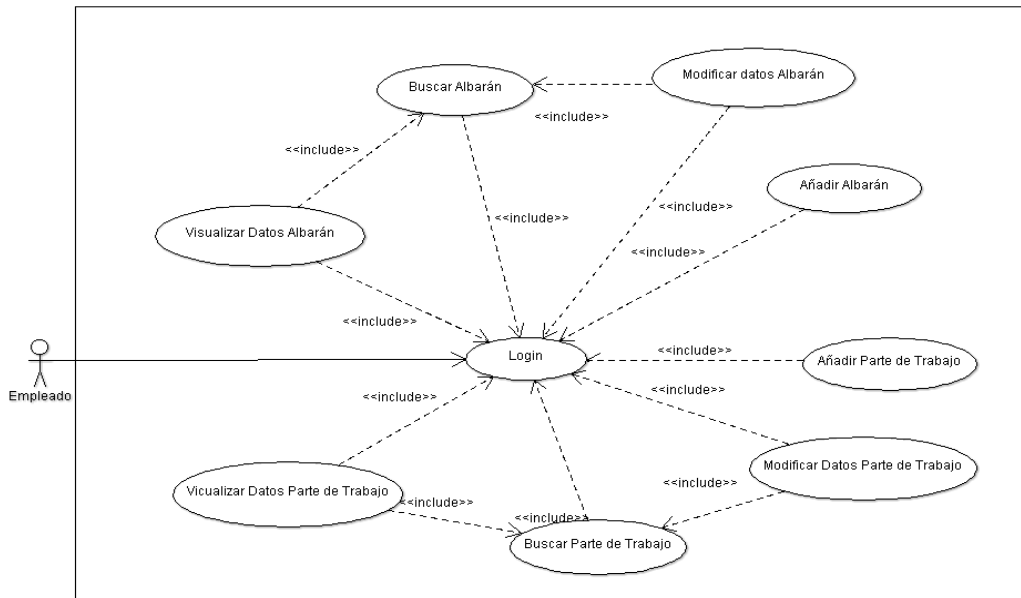 Modificar datos Albarán
Buscar Albarán
<<include>>
<<include>>
Añadir Albarán
<<include>>
<<include>>
Visualizar Datos Albarán
<<include>>
<<include>>
Login
<<include>>
Añadir Parte de Trabajo
Empleado
<<include>>
<<include>>
Modificar Datos Parte de Trabajo
<<include>>
Vicualizar Datos Parte de Trabajo
<<include>>
<<include>>
Buscar Parte de Trabajo